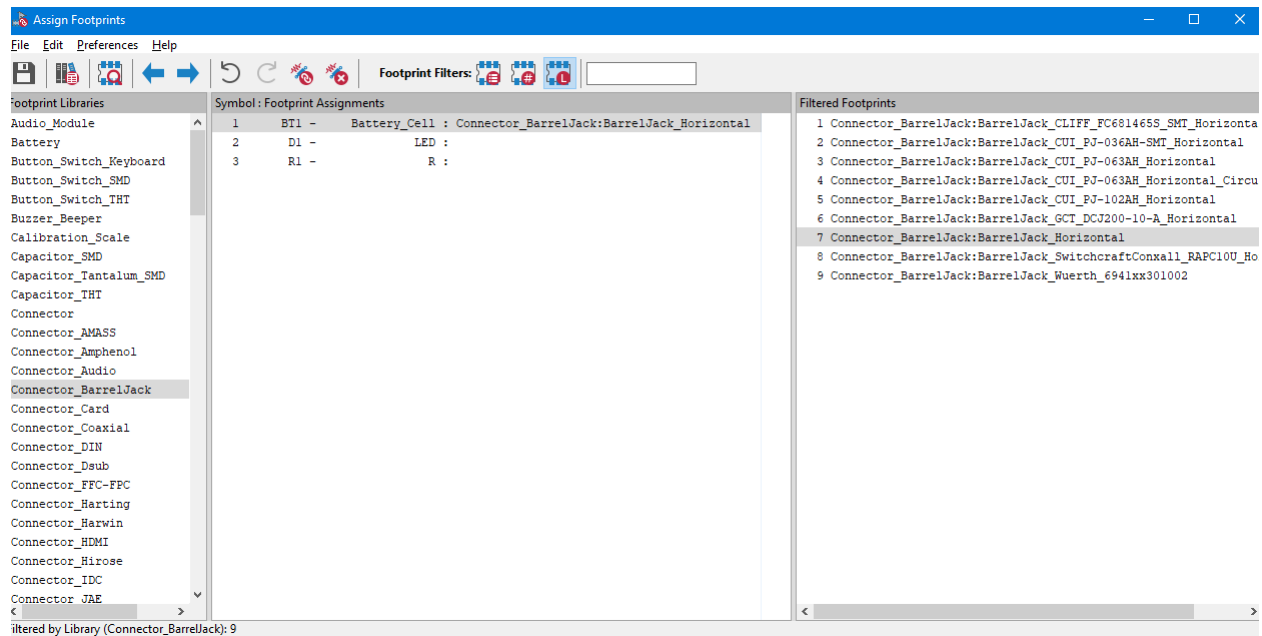 Assign Footprints
File Edit Preferences Help
Footprint Filters:
Footprint Libraries
Audio_Module
Battery
Button_Switch_Keyboard
Button_Switch_SMD
Button_Switch_THT
Buzzer_Beeper
Calibration_Scale
Capacitor_SMD
Capacitor_Tantalum_SMD
Capacitor_THT
Connector
Connector_AMASS
Connector_Amphenol
Connector_Audio
Connector_BarrelJack
Connector_Card
Connector_Coaxial
Connector_DIN
Connector_Dsub
Connector_FFC-FPC
Connector_Harting
Connector_Harwin
Connector_HDMI
Connector_Hirose
Connector_IDC
Connector_JAE
Symbol : Footprint Assignments
1 BT1 - Battery_Cell : Connector_BarrelJack:BarrelJack_Horizontal
2 D1 - LED :
3 R1 - R :
Filtered Footprints
1 Connector_BarrelJack:BarrelJack_CLIFF_FC681465S_SMT_Horizonta
2 Connector_BarrelJack:BarrelJack_CUI_PJ-036AH-SMT_Horizontal
3 Connector_BarrelJack:BarrelJack_CUI_PJ-063AH_Horizontal
4 Connector_BarrelJack:BarrelJack_CUI_PJ-063AH_Horizontal_Circu
5 Connector_BarrelJack:BarrelJack_CUI_PJ-102AH_Horizontal
6 Connector_BarrelJack:BarrelJack_GCT_DCJ200-10-A_Horizontal
7 Connector_BarrelJack:BarrelJack_Horizontal
8 Connector_BarrelJack:BarrelJack_SwitchcraftConxall_RAPC10U_Ho
9 Connector_BarrelJack:BarrelJack_Wuerth_6941xx301002
iltered by Library (Connector_BarrelJack): 9